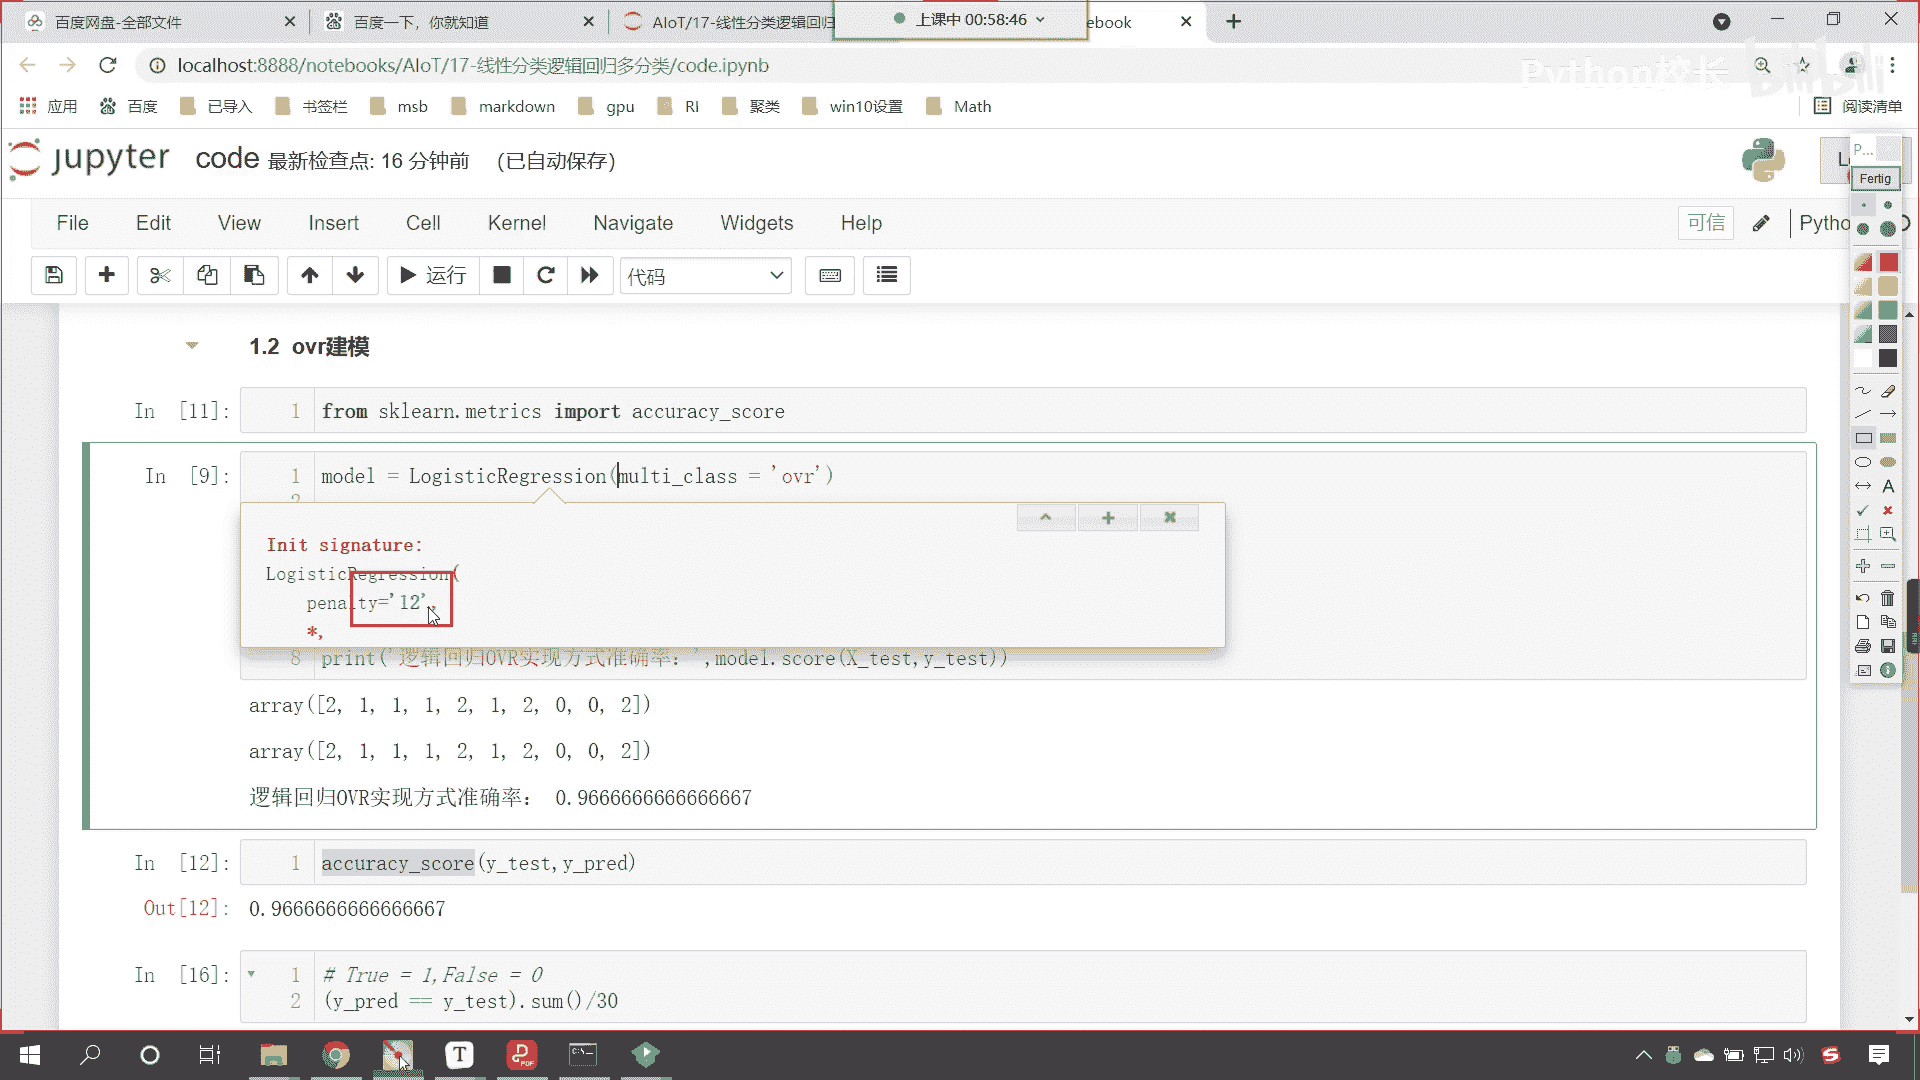 百度网盘-全部文件
百度一下，你就知道
AIoT/17-线性分类逻辑回归
上课中 00:58:46
ebook
localhost:8888/notebooks/AIoT/17-线性分类逻辑回归多分类/code.ipynb
Python校长
bilibili
应用
百度
已导入
书签栏
msb
markdown
gpu
RI
聚类
win10设置
Math
阅读清单
jupyter code 最新检查点: 16 分钟前 (已自动保存)
P...
Fertig
File Edit View Insert Cell Kernel Navigate Widgets Help
可信
Pytho
运行
代码
1.2 ovr建模
In [11]: 1 from sklearn.metrics import accuracy_score
In [9]: 1 model = LogisticRegression(multi_class = 'ovr')
Init signature:
LogisticRegression(
penalty='l2',
*,
8 print('逻辑回归OVR实现方式准确率：',model.score(X_test,y_test))
array([2, 1, 1, 1, 2, 1, 2, 0, 0, 2])
array([2, 1, 1, 1, 2, 1, 2, 0, 0, 2])
逻辑回归OVR实现方式准确率： 0.9666666666666667
In [12]: 1 accuracy_score(y_test,y_pred)
Out[12]: 0.9666666666666667
In [16]: 1 # True = 1,False = 0
2 (y_pred == y_test).sum()/30